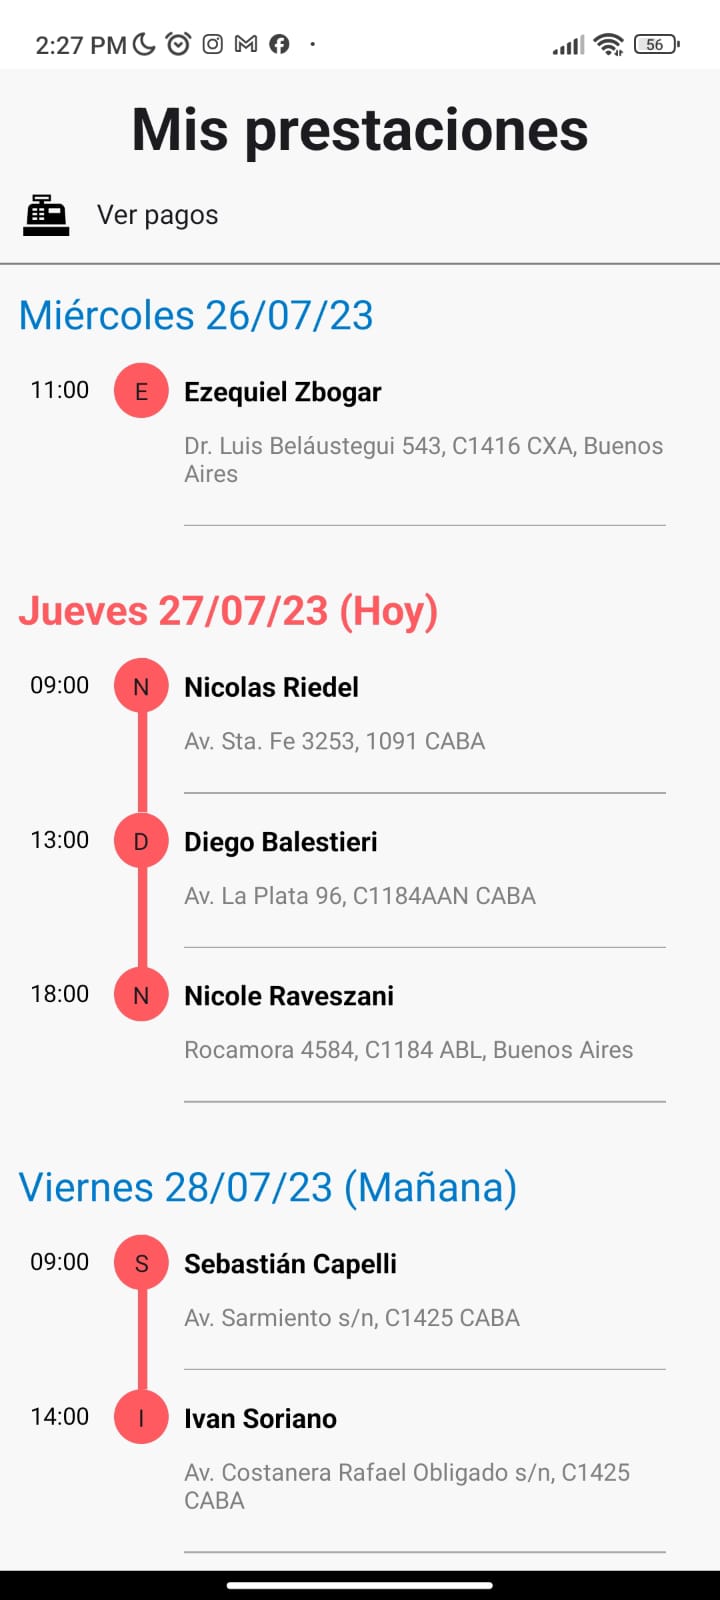 2:27 PM
56
Mis prestaciones
Ver pagos
Miércoles 26/07/23
11:00 E Ezequiel Zbogar
Dr. Luis Beláustegui 543, C1416 CXA, Buenos
Aires
Jueves 27/07/23 (Hoy)
09:00 N Nicolas Riedel
Av. Sta. Fe 3253, 1091 CABA
13:00 D Diego Balestieri
Av. La Plata 96, C1184AAN CABA
18:00 N Nicole Raveszani
Rocamora 4584, C1184 ABL, Buenos Aires
Viernes 28/07/23 (Mañana)
09:00 S Sebastián Capelli
Av. Sarmiento s/n, C1425 CABA
14:00 I Ivan Soriano
Av. Costanera Rafael Obligado s/n, C1425
CABA